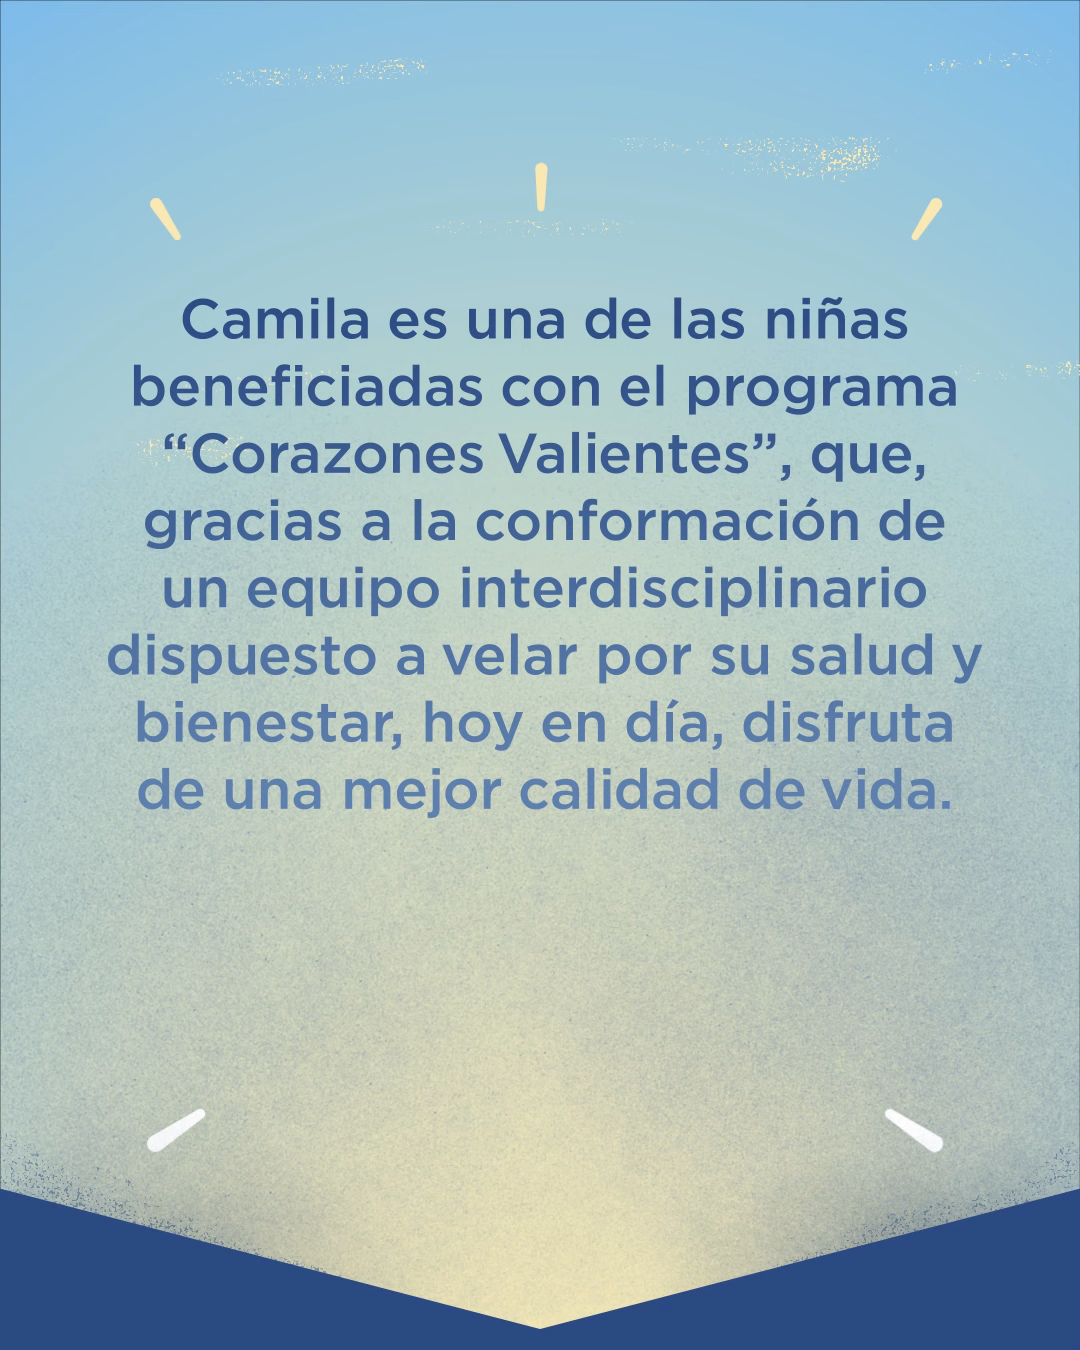 Camila es una de las niñas
beneficiadas con el programa
“Corazones Valientes”, que,
gracias a la conformación de
un equipo interdisciplinario
dispuesto a velar por su salud y
bienestar, hoy en día, disfruta
de una mejor calidad de vida.